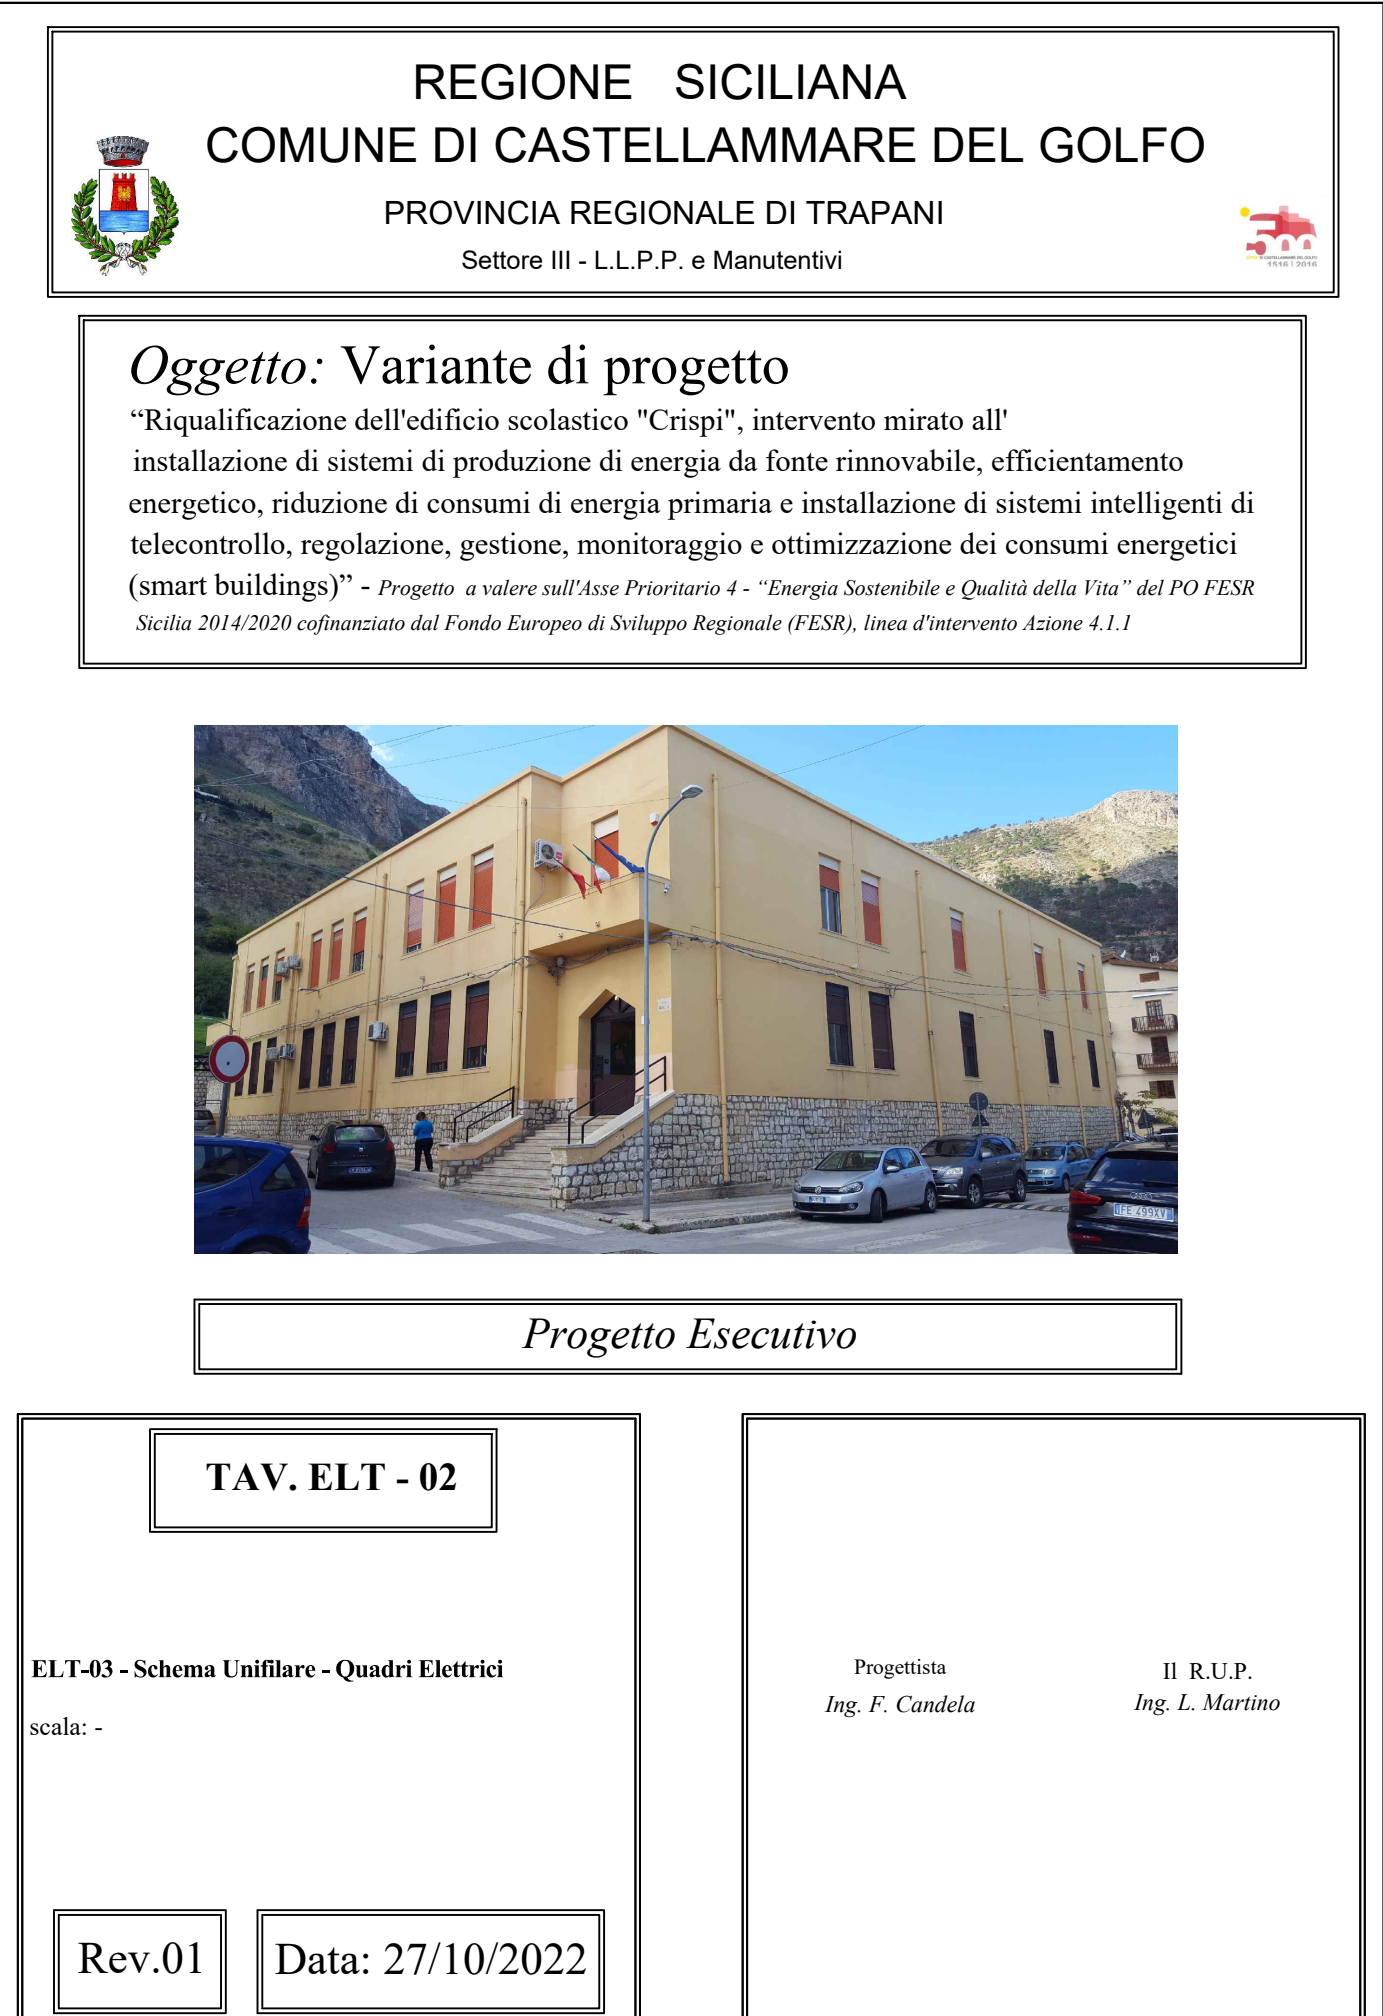 REGIONE SICILIANA
COMUNE DI CASTELLAMMARE DEL GOLFO
PROVINCIA REGIONALE DI TRAPANI
Settore III - L.L.P.P. e Manutentivi
1516 | 2016
Oggetto: Variante di progetto
“Riqualificazione dell'edificio scolastico "Crispi", intervento mirato all'
installazione di sistemi di produzione di energia da fonte rinnovabile, efficientamento
energetico, riduzione di consumi di energia primaria e installazione di sistemi intelligenti di
telecontrollo, regolazione, gestione, monitoraggio e ottimizzazione dei consumi energetici
(smart buildings)” - Progetto a valere sull'Asse Prioritario 4 - “Energia Sostenibile e Qualità della Vita” del PO FESR
Sicilia 2014/2020 cofinanziato dal Fondo Europeo di Sviluppo Regionale (FESR), linea d'intervento Azione 4.1.1
FE 499XV
Progetto Esecutivo
TAV. ELT - 02
ELT-03 - Schema Unifilare - Quadri Elettrici
scala: -
Progettista
Ing. F. Candela
Il R.U.P.
Ing. L. Martino
Rev.01
Data: 27/10/2022